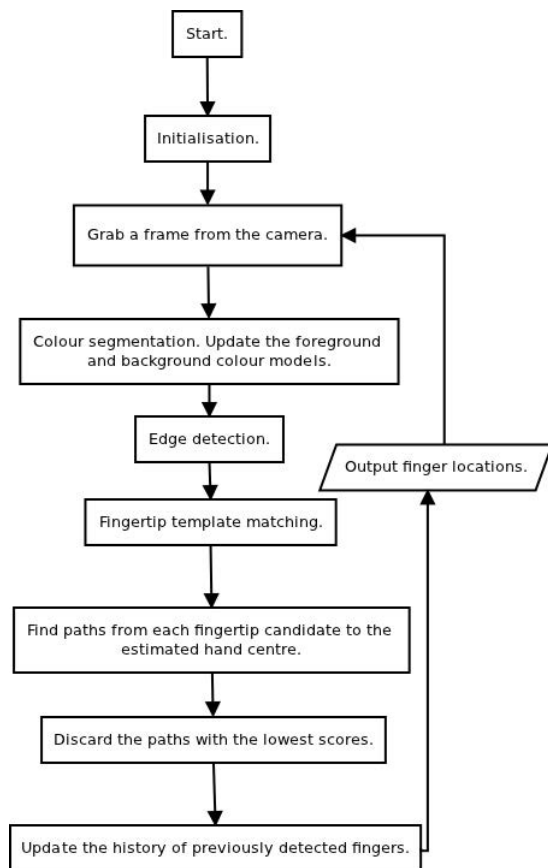 Start.
Initialisation.
Grab a frame from the camera.
Colour segmentation. Update the foreground
and background colour models.
Edge detection.
Output finger locations.
Fingertip template matching.
Find paths from each fingertip candidate to the
estimated hand centre.
Discard the paths with the lowest scores.
Update the history of previously detected fingers.